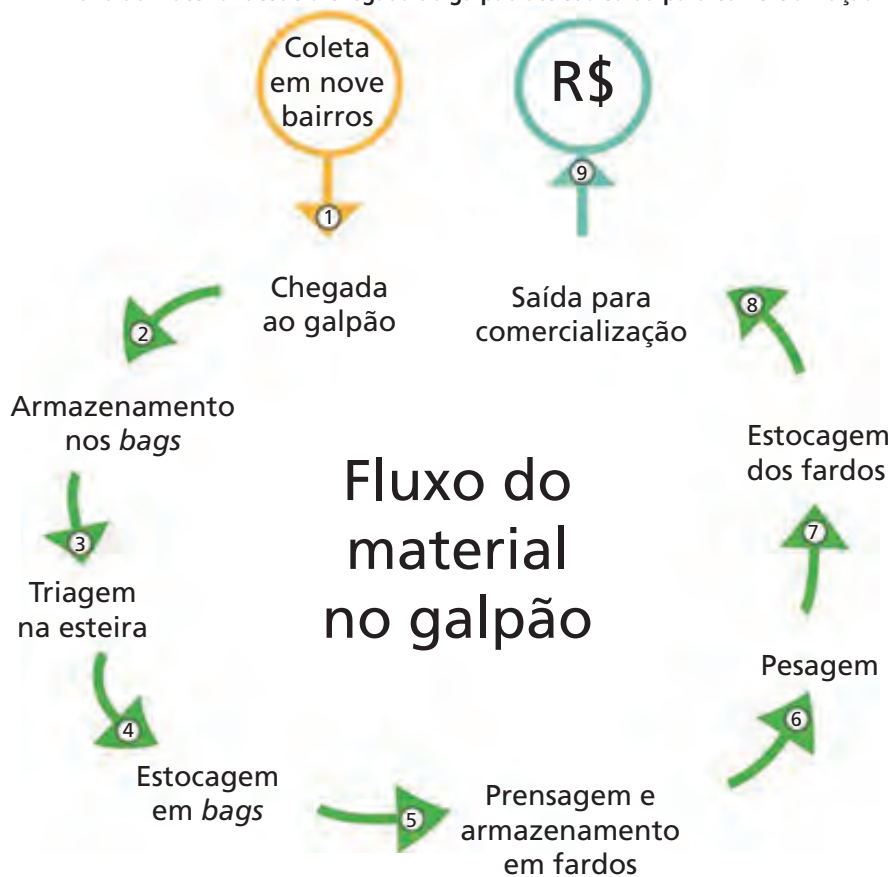 Coleta
em nove
bairros
R$
1
9
Chegada
ao galpão
Saída para
comercialização
2
8
Armazenamento
nos bags
Estocagem
dos fardos
Fluxo do
material
no galpão
3
7
Triagem
na esteira
Pesagem
4
6
Estocagem
em bags
5
Prensagem e
armazenamento
em fardos